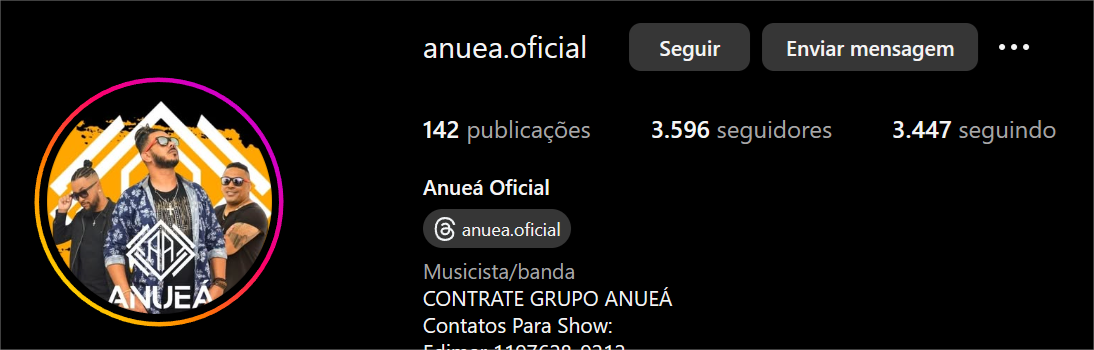 anuea.oficial Seguir Enviar mensagem
142 publicações 3.596 seguidores 3.447 seguindo
Anueá Oficial
anuea.oficial
Musicista/banda
CONTRATE GRUPO ANUEÁ
Contatos Para Show:
AA
ANUEÁ